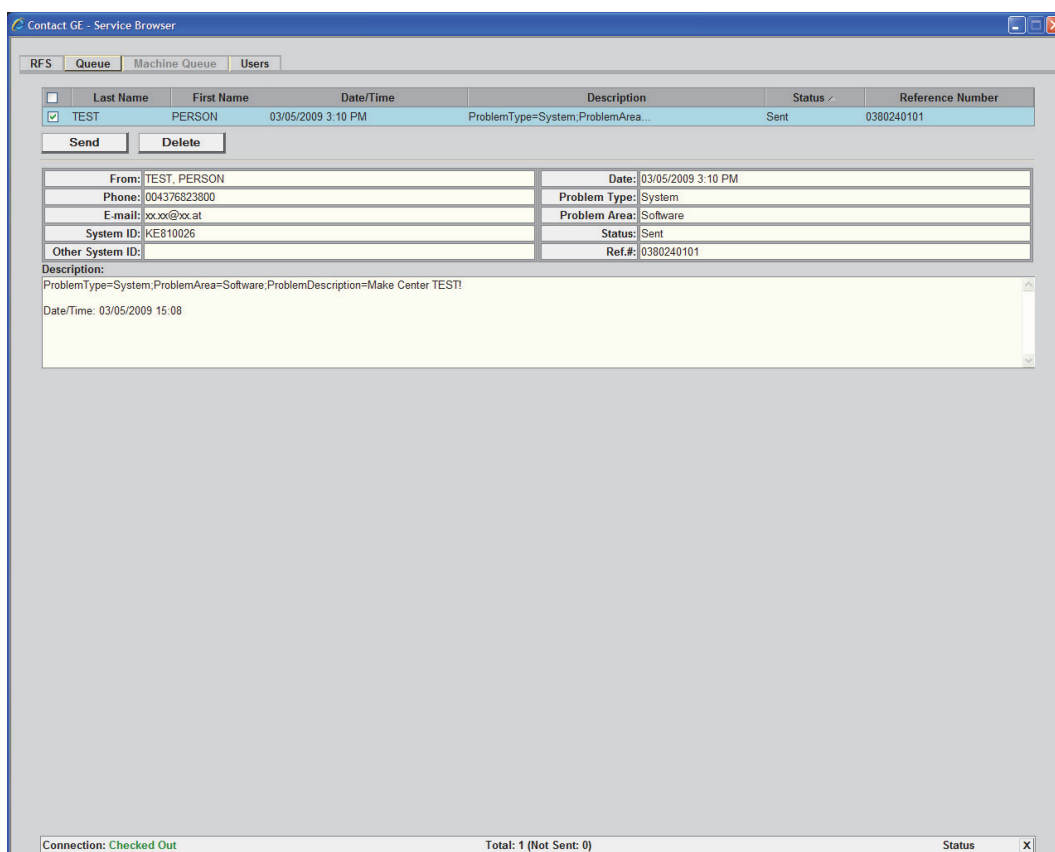 Contact GE - Service Browser
RFS Queue Machine Queue Users
Last Name First Name Date/Time Description Status Reference Number
TEST PERSON 03/05/2009 3:10 PM ProblemType=System;ProblemArea... Sent 0380240101
Send Delete
From: TEST, PERSON Date: 03/05/2009 3:10 PM
Phone: 004376823800 Problem Type: System
E-mail: xx.xx@xx.at Problem Area: Software
System ID: KE810026 Status: Sent
Other System ID: Ref.#: 0380240101
Description:
ProblemType=System;ProblemArea=Software;ProblemDescription=Make Center TEST!
Date/Time: 03/05/2009 15:08
Connection: Checked Out Total: 1 (Not Sent: 0) Status X